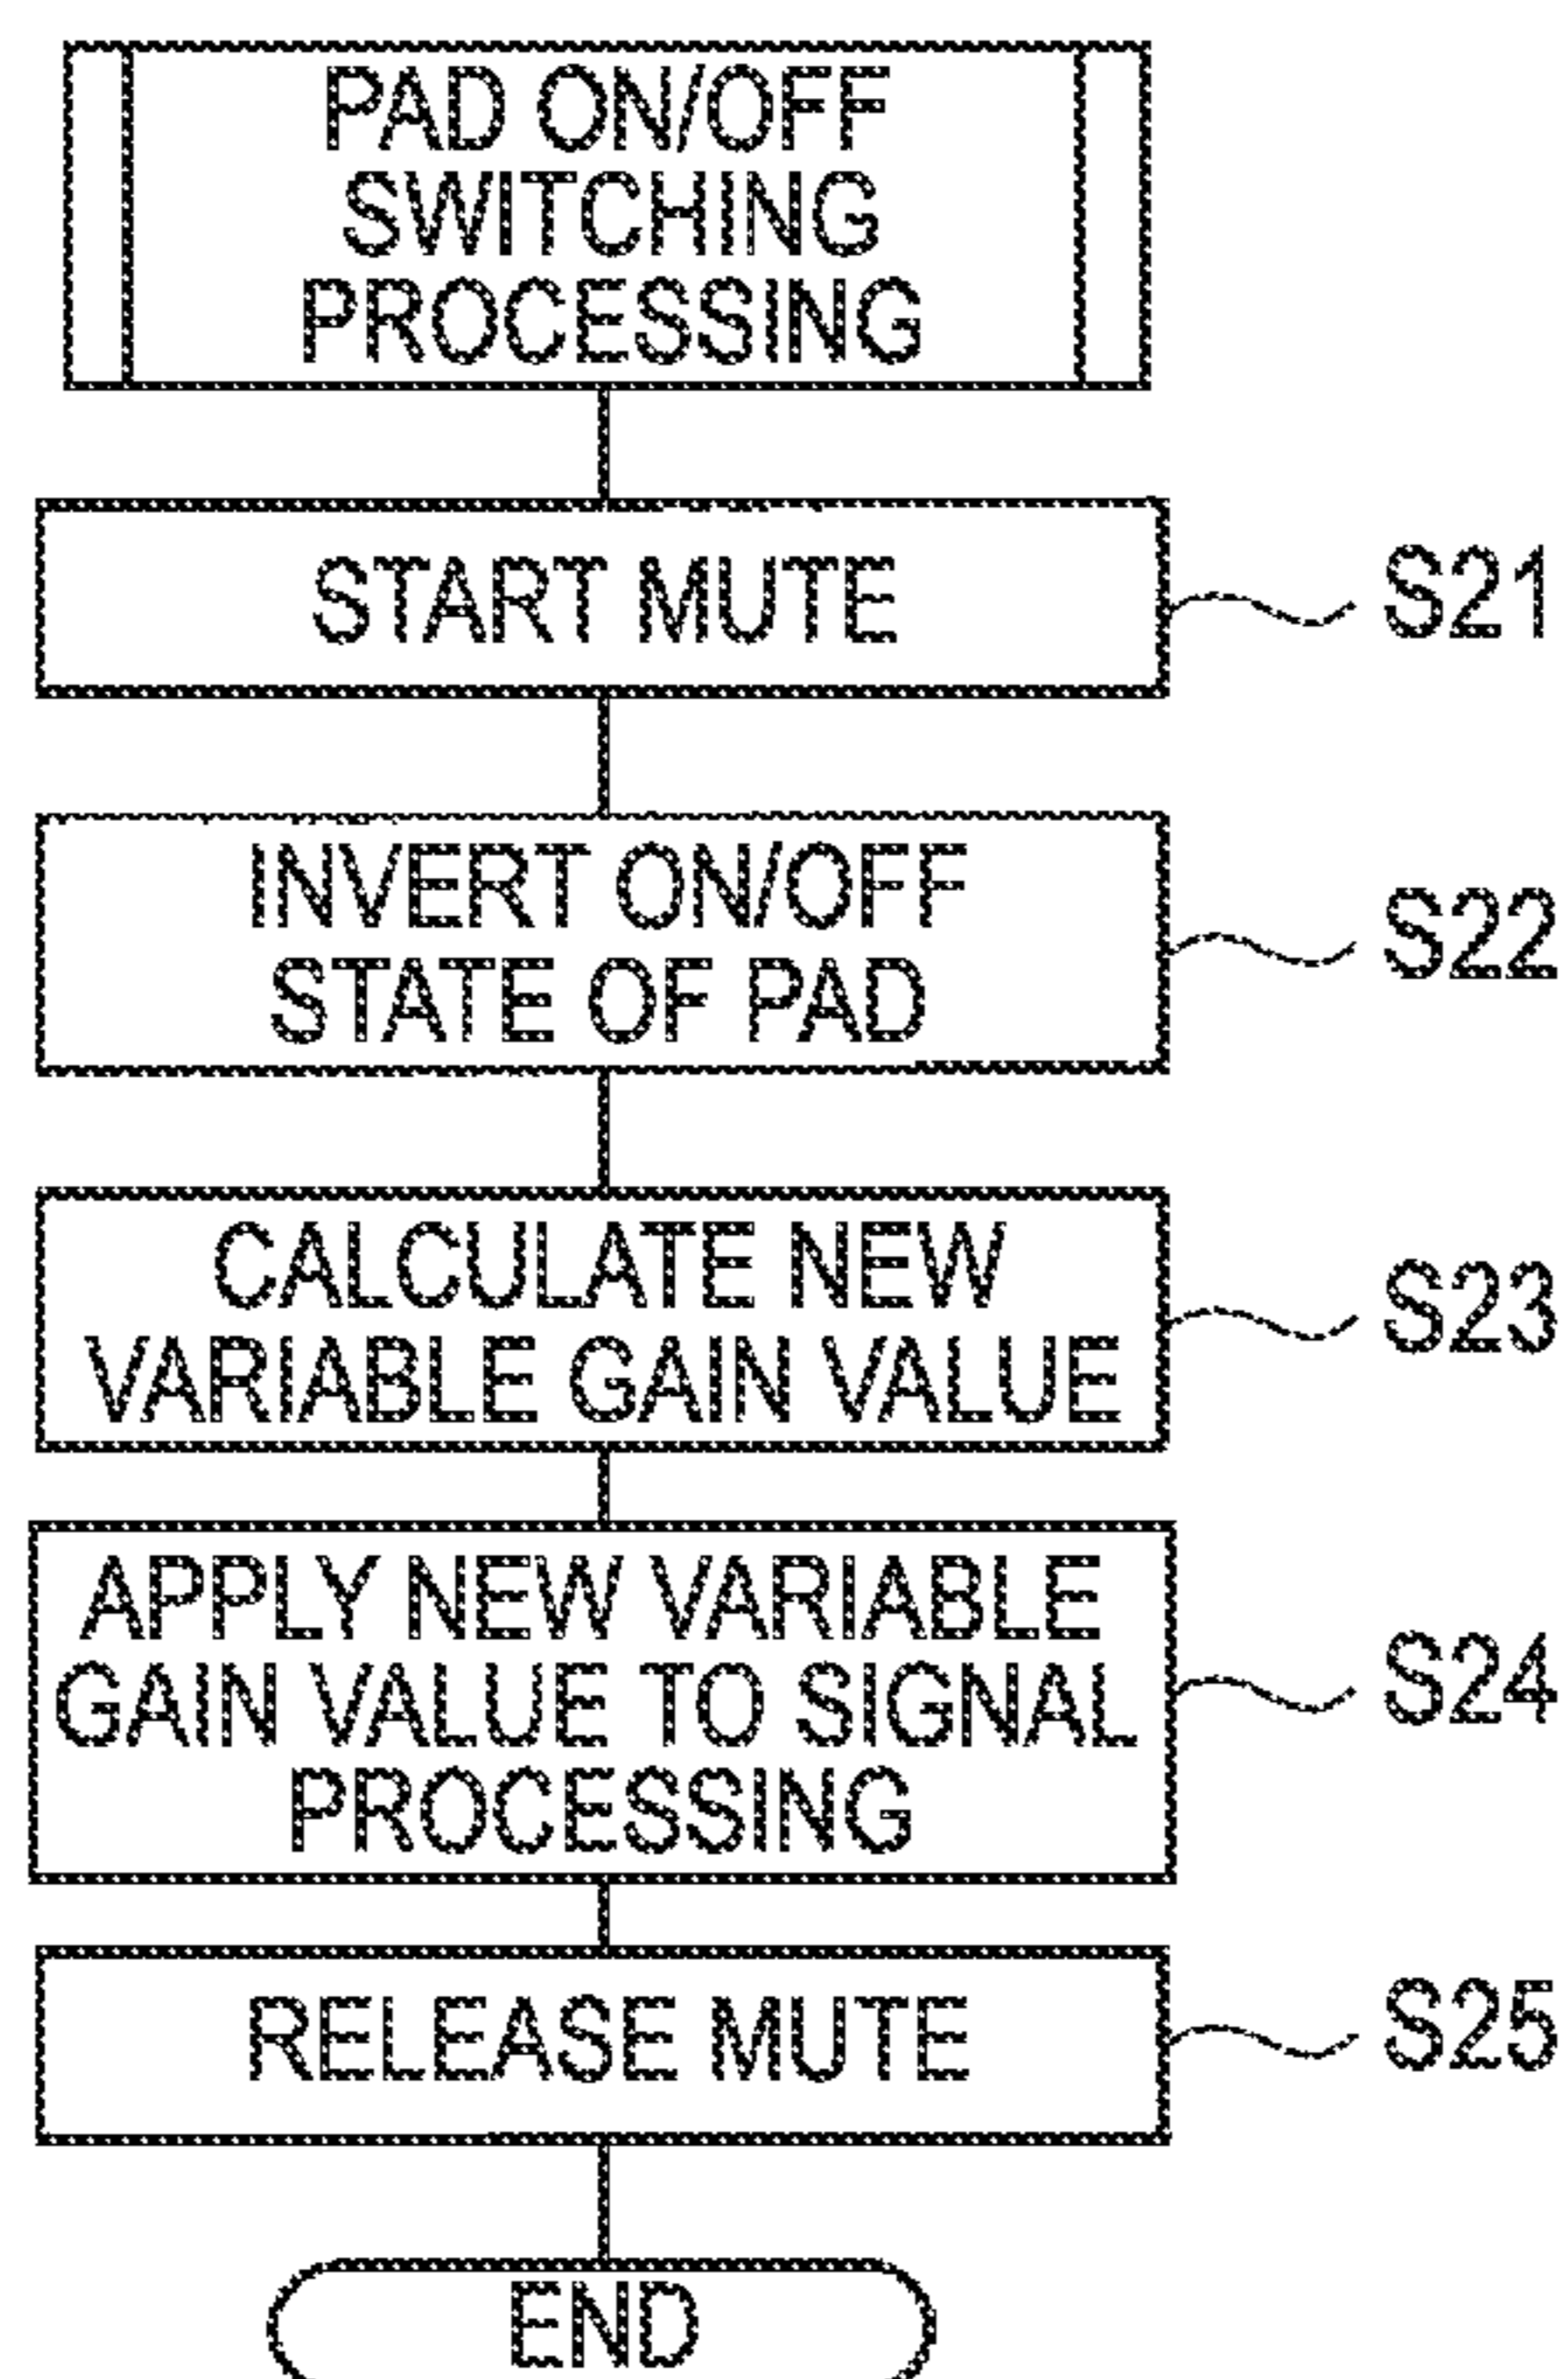 PAD ON/OFF
SWITCHING
PROCESSING
START MUTE
S21
INVERT ON/OFF
STATE OF PAD
S22
CALCULATE NEW
VARIABLE GAIN VALUE
S23
APPLY NEW VARIABLE
GAIN VALUE TO SIGNAL
PROCESSING
S24
RELEASE MUTE
S25
END